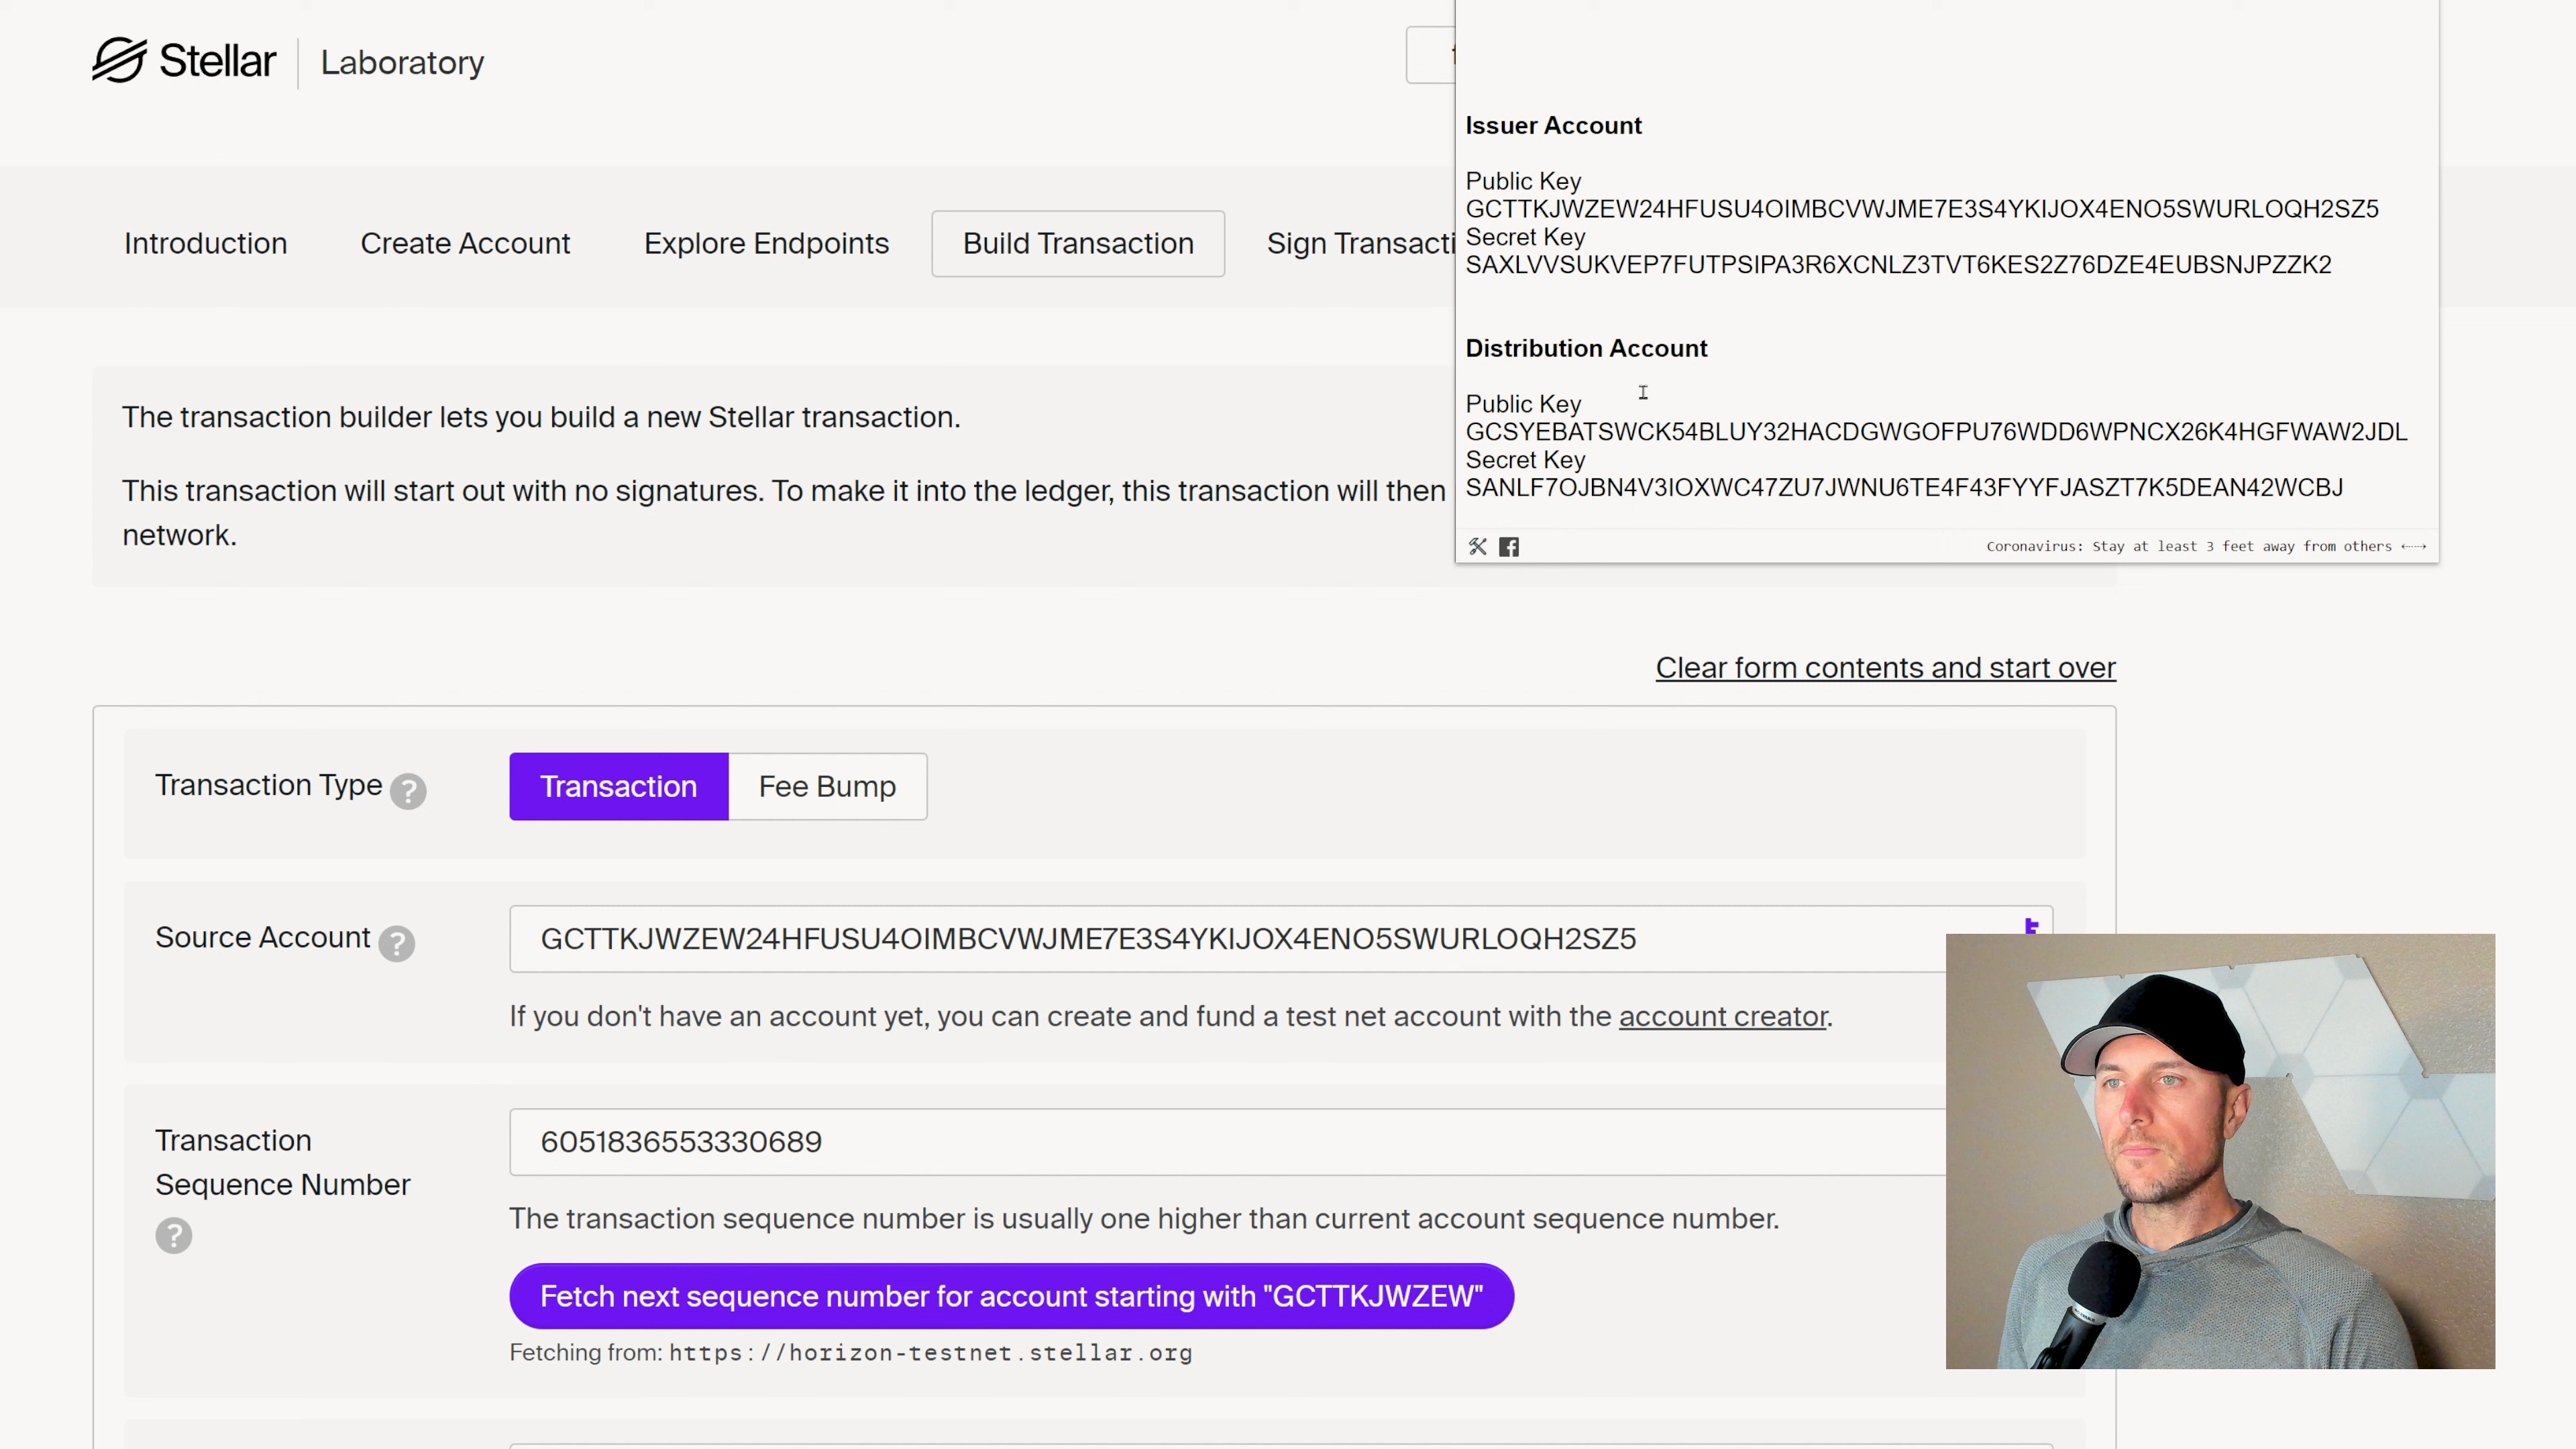 Stellar | Laboratory
Introduction
Create Account
Explore Endpoints
Build Transaction
Sign Transacti
The transaction builder lets you build a new Stellar transaction.
This transaction will start out with no signatures. To make it into the ledger, this transaction will then
network.
Issuer Account
Public Key
GCTTKJWZEW24HFUSU4OIMBCVWJME7E3S4YKIJOX4ENO5SWURLOQH2SZ5
Secret Key
SAXLVVSUKVEP7FUTPSIPA3R6XCNLZ3TVT6KES2Z76DZE4EUBSNJPZZK2
Distribution Account
Public Key
GCSYEBATSWCK54BLUY32HACDGWGOFPU76WDD6WPNCX26K4HGFWAW2JDL
Secret Key
SANLF7OJBN4V3IOXWC47ZU7JWNU6TE4F43FYYFJASZT7K5DEAN42WCBJ
Coronavirus: Stay at least 3 feet away from others ⟵⟶
Clear form contents and start over
Transaction Type ?
Transaction
Fee Bump
Source Account ?
GCTTKJWZEW24HFUSU4OIMBCVWJME7E3S4YKIJOX4ENO5SWURLOQH2SZ5
If you don't have an account yet, you can create and fund a test net account with the account creator.
Transaction
Sequence Number
?
6051836553330689
The transaction sequence number is usually one higher than current account sequence number.
Fetch next sequence number for account starting with "GCTTKJWZEW"
Fetching from: https://horizon-testnet.stellar.org